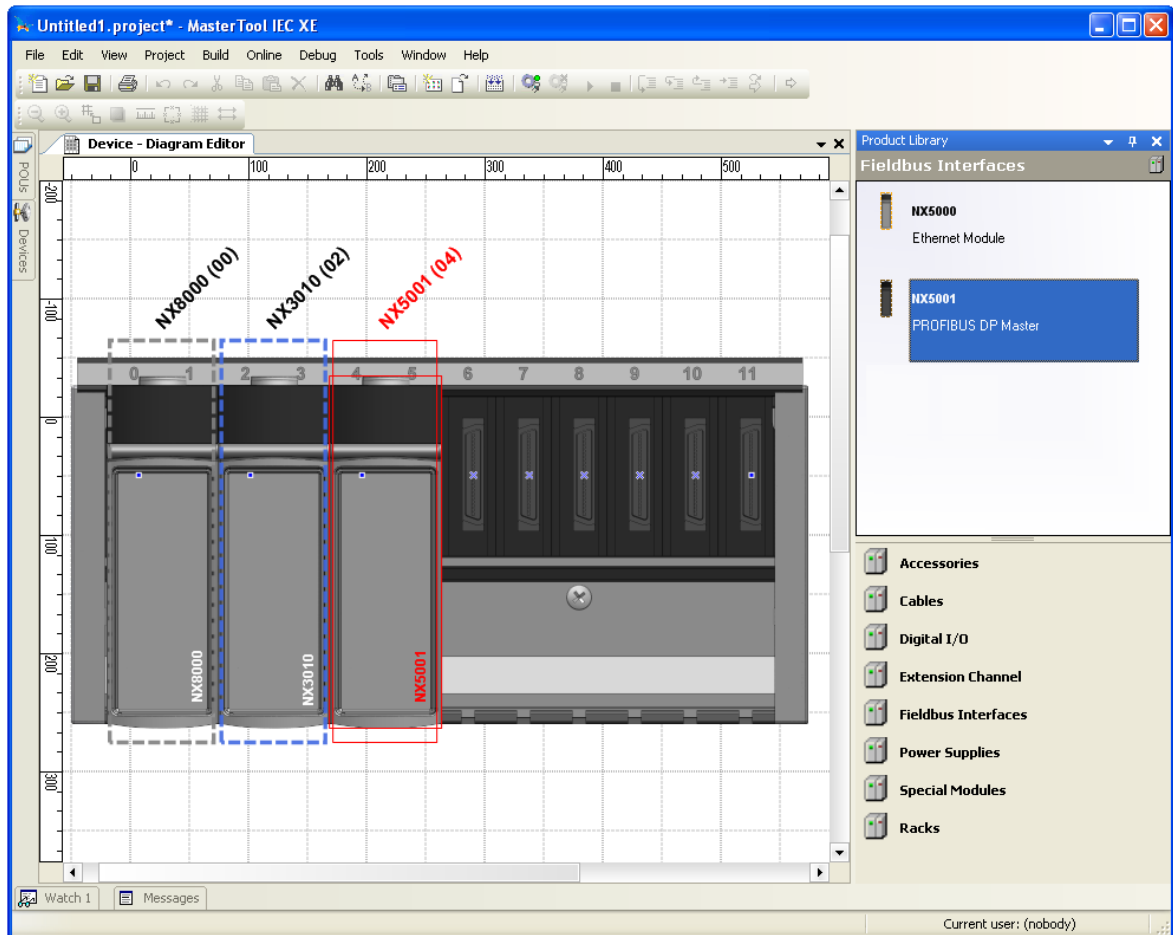 Untitled1.project* - MasterTool IEC XE
File Edit View Project Build Online Debug Tools Window Help
Device - Diagram Editor
Product Library
Fieldbus Interfaces
POUs
Devices
0 100 200 300 400 500
-200
-100
0
100
200
300
NX8000 (00)
NX3010 (02)
NX5001 (04)
0 1 2 3 4 5 6 7 8 9 10 11
NX8000
NX3010
NX5001
NX5000
Ethernet Module
NX5001
PROFIBUS DP Master
Accessories
Cables
Digital I/O
Extension Channel
Fieldbus Interfaces
Power Supplies
Special Modules
Racks
Watch 1
Messages
Current user: (nobody)